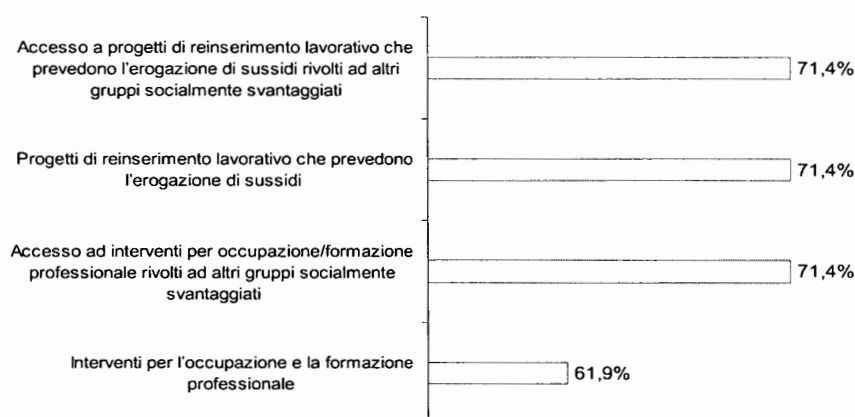 Accesso a progetti di reinserimento lavorativo che
prevedono l'erogazione di sussidi rivolti ad altri
gruppi socialmente svantaggiati
71,4%
Progetti di reinserimento lavorativo che prevedono
l'erogazione di sussidi
71,4%
Accesso ad interventi per occupazione/formazione
professionale rivolti ad altri gruppi socialmente
svantaggiati
71,4%
Interventi per l'occupazione e la formazione
professionale
61,9%